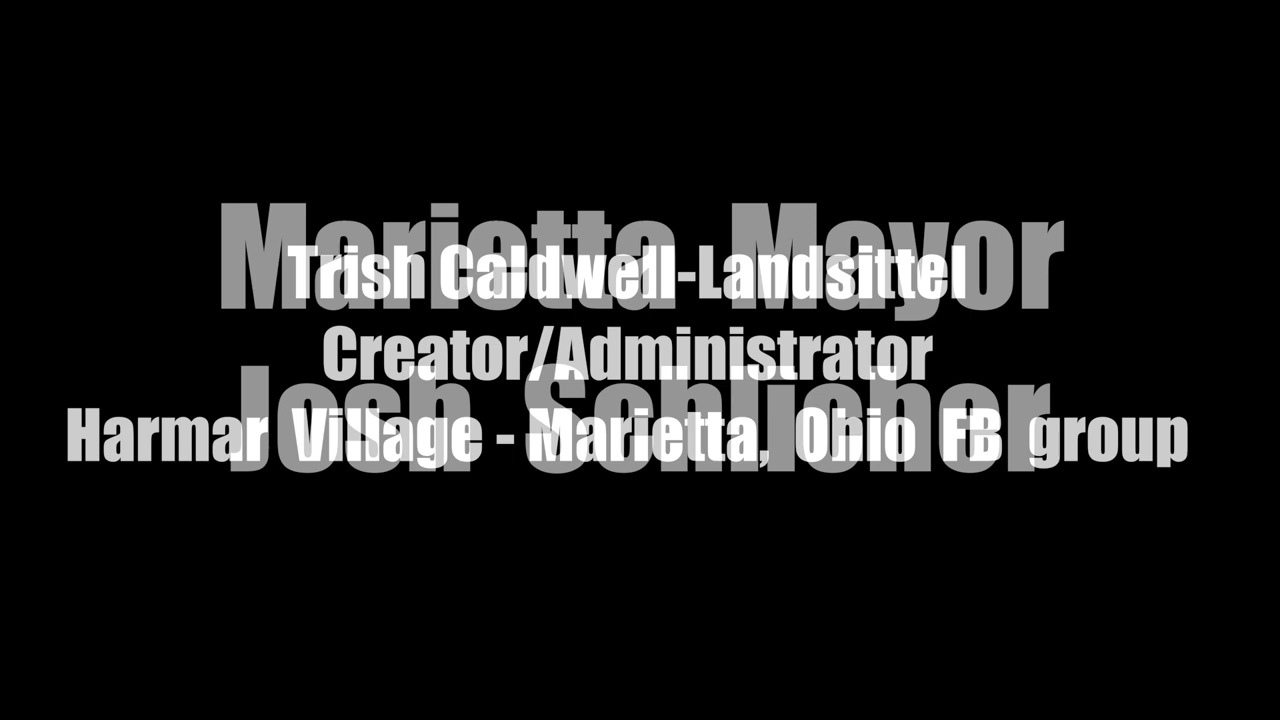 Marietta Mayor
Trish Caldwell-Landsittel
Creator/Administrator
Josh Schlicher
Harmar Village - Marietta, Ohio FB group